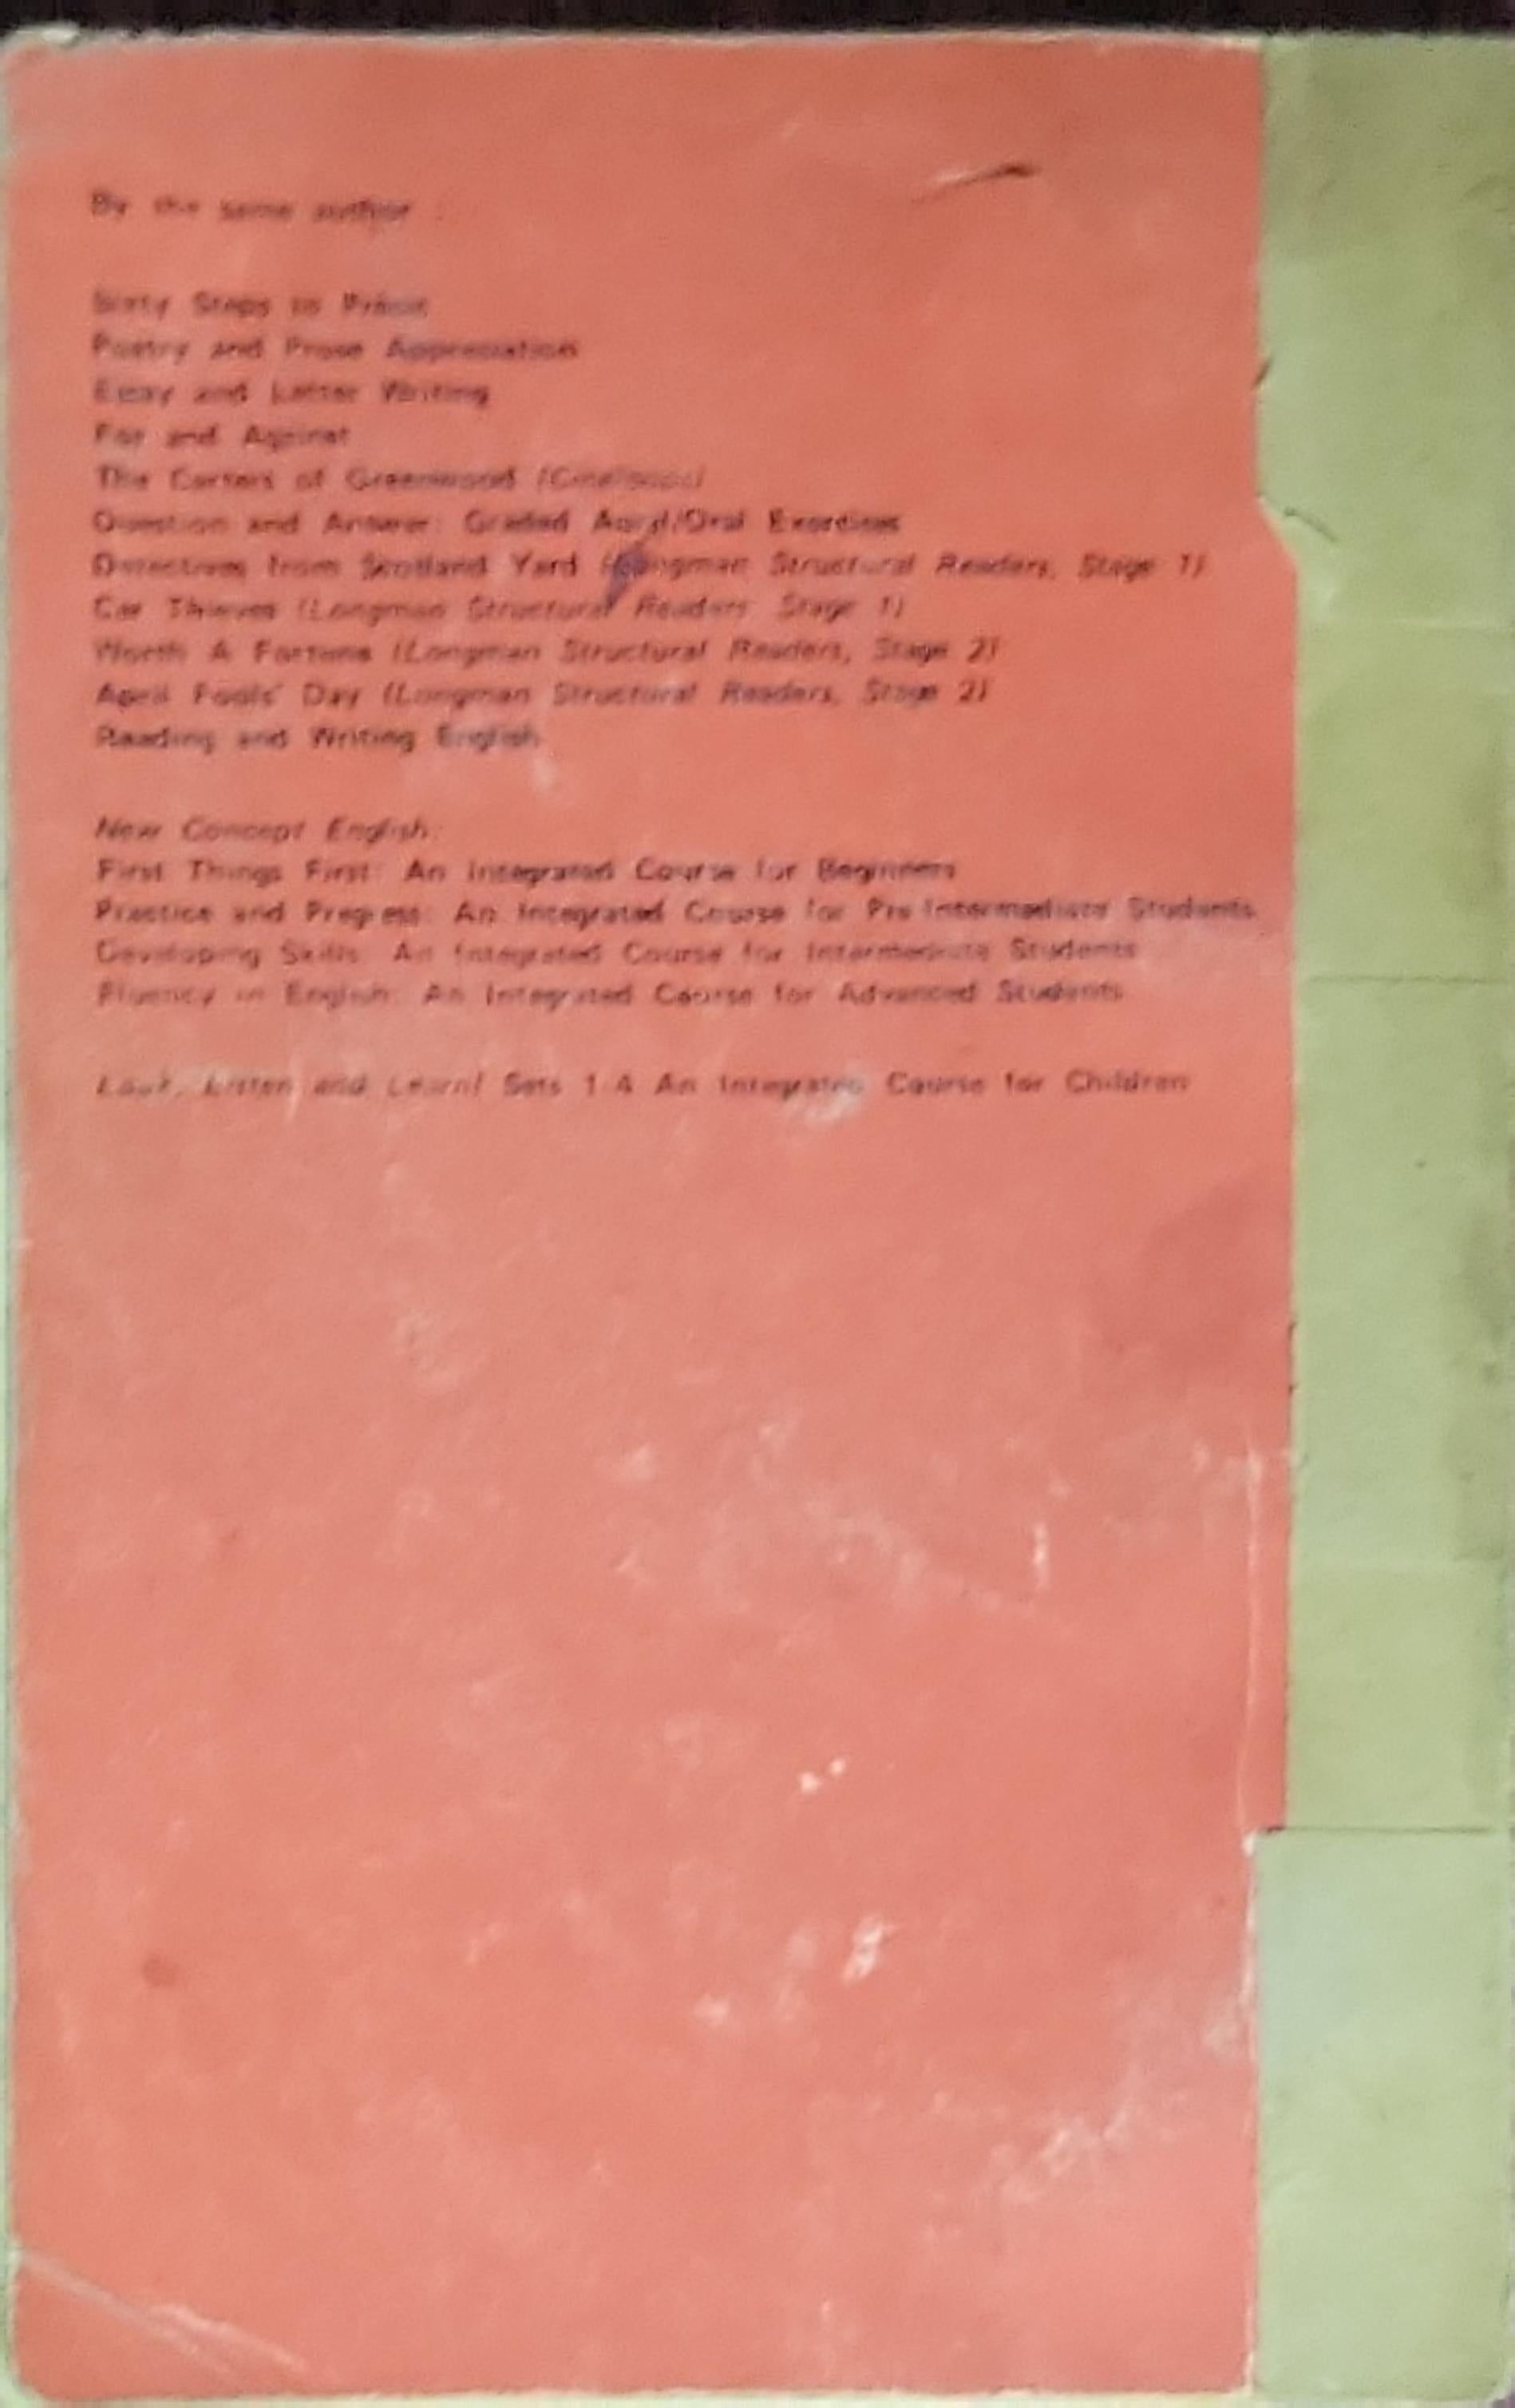 By the same author :
Sixty Steps to Précis
Poetry and Prose Appreciation
Essay and Letter Writing
For and Against
The Carters of Greenwood (Cineloops)
Question and Answer: Graded Aural/Oral Exercises
Detectives from Scotland Yard (Longman Structural Readers, Stage 1)
Car Thieves (Longman Structural Readers, Stage 1)
Worth A Fortune (Longman Structural Readers, Stage 2)
April Fools' Day (Longman Structural Readers, Stage 2)
Reading and Writing English
New Concept English:
First Things First: An Integrated Course for Beginners
Practice and Progress: An Integrated Course for Pre-Intermediate Students
Developing Skills: An Integrated Course for Intermediate Students
Fluency in English: An Integrated Course for Advanced Students
Look, Listen and Learn! Sets 1-4 An Integrated Course for Children